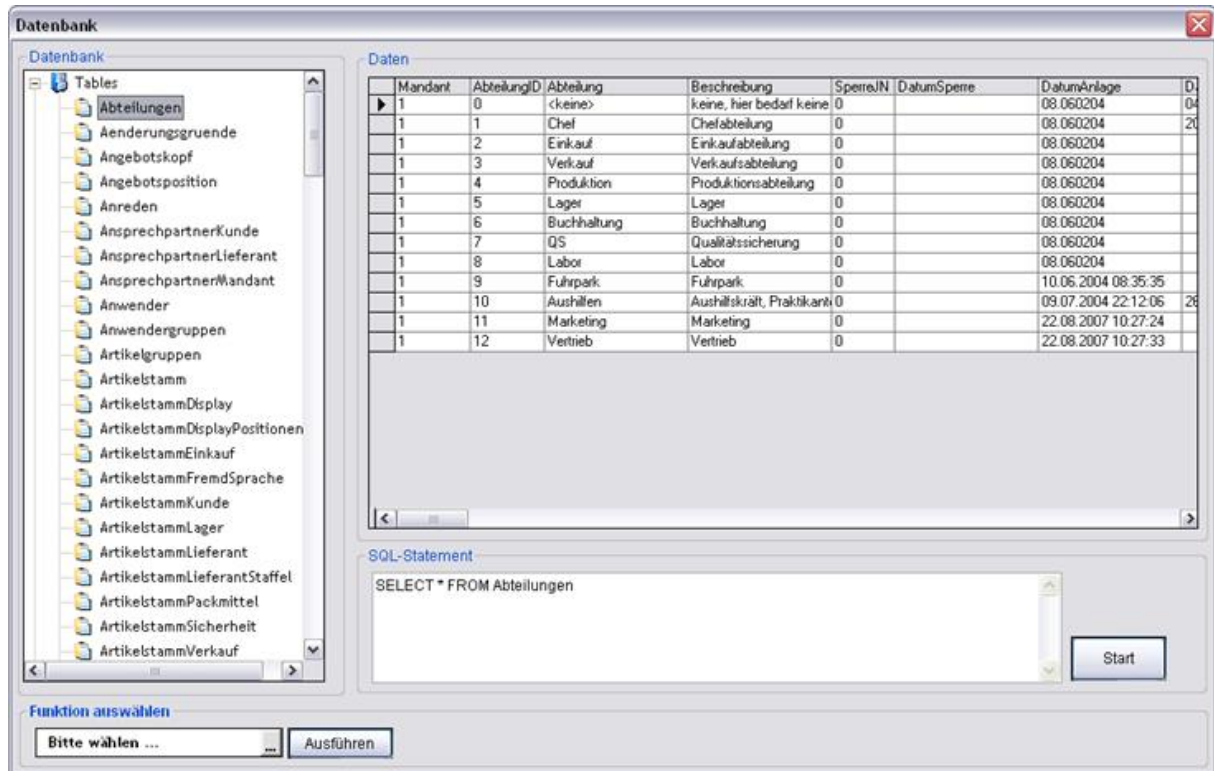 Datenbank
Datenbank
Tables
Abteilungen
Aenderungsgruende
Angebotskopf
Angebotsposition
Anreden
AnsprechpartnerKunde
AnsprechpartnerLieferant
AnsprechpartnerMandant
Anwender
Anwendergruppen
Artikelgruppen
Artikelstamm
ArtikelstammDisplay
ArtikelstammDisplayPositionen
ArtikelstammEinkauf
ArtikelstammFremdSprache
ArtikelstammKunde
ArtikelstammLager
ArtikelstammLieferant
ArtikelstammLieferantStaffel
ArtikelstammPackmittel
ArtikelstammSicherheit
ArtikelstammVerkauf
Daten
Mandant AbteilungID Abteilung Beschreibung SperreJN DatumSperre DatumAnlage
1 0 <keine> keine, hier bedarf keine 0 08.060204 04
1 1 Chef Chefabteilung 0 08.060204 20
1 2 Einkauf Einkaufabteilung 0 08.060204
1 3 Verkauf Verkaufsabteilung 0 08.060204
1 4 Produktion Produktionsabteilung 0 08.060204
1 5 Lager Lager 0 08.060204
1 6 Buchhaltung Buchhaltung 0 08.060204
1 7 QS Qualitätssicherung 0 08.060204
1 8 Labor Labor 0 08.060204
1 9 Fuhrpark Fuhrpark 0 10.06.2004 08:35:35
1 10 Aushilfen Aushilfskräft, Praktikant 0 09.07.2004 22:12:06 26
1 11 Marketing Marketing 0 22.08.2007 10:27:24
1 12 Vertrieb Vertrieb 0 22.08.2007 10:27:33
SQL-Statement
SELECT * FROM Abteilungen
Start
Funktion auswählen
Bitte wählen ...
...
Ausführen